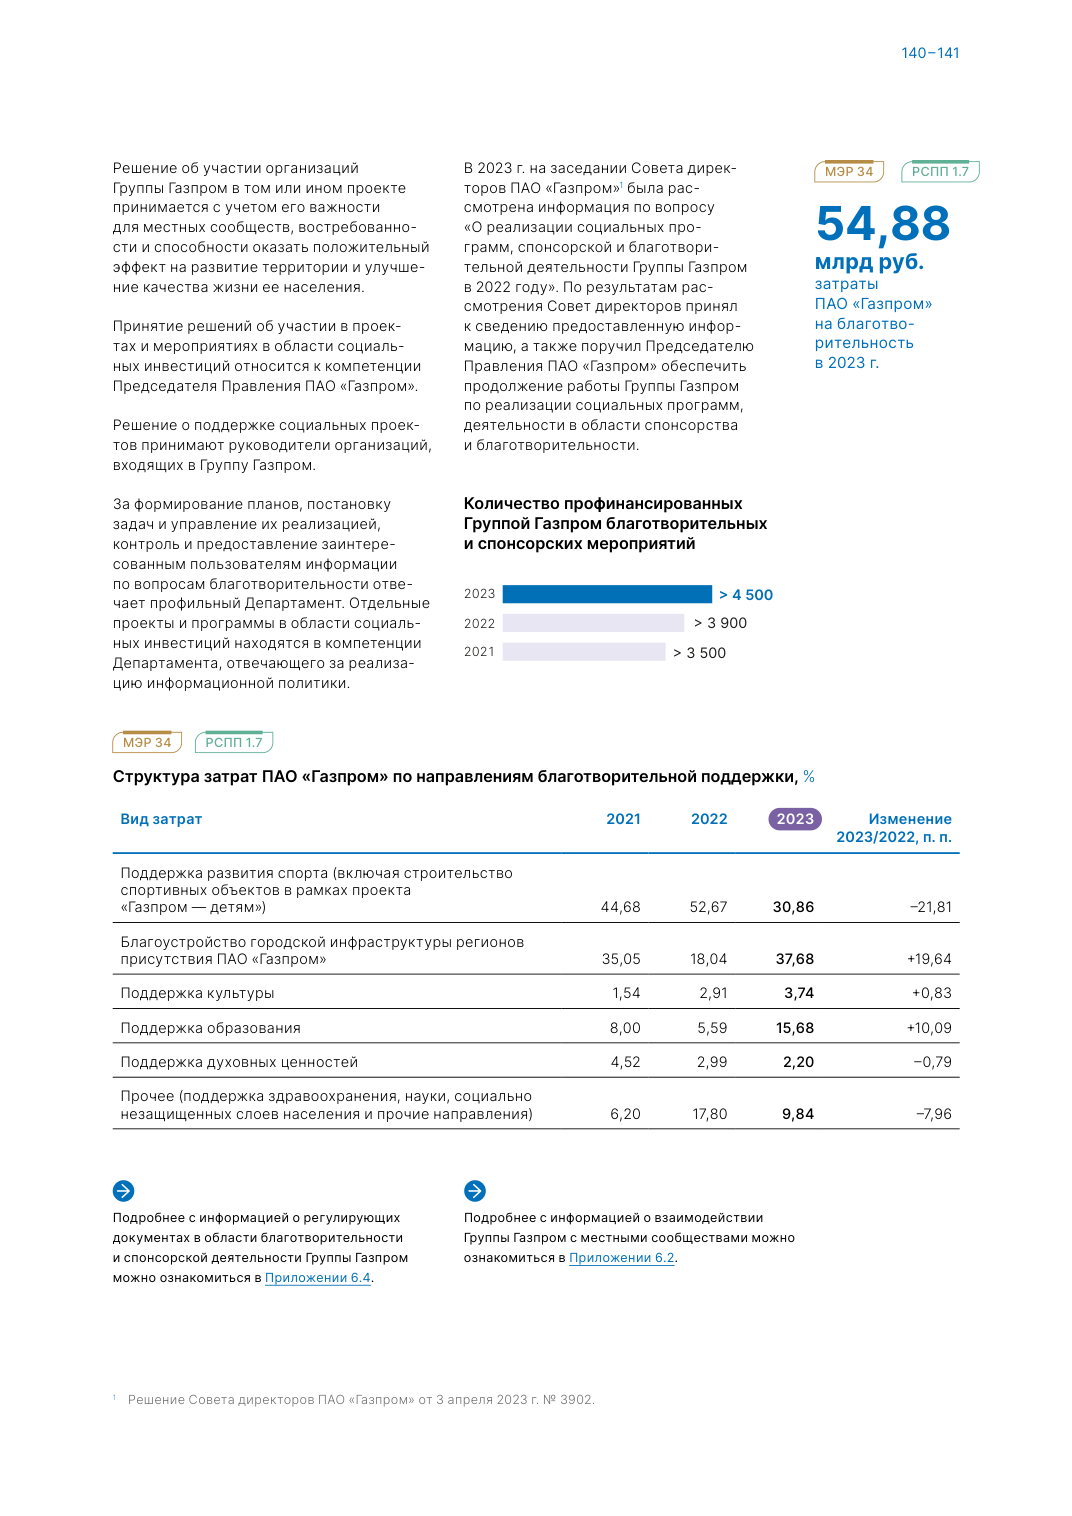 140–141
Решение об участии организаций
Группы Газпром в том или ином проекте
принимается с учетом его важности
для местных сообществ, востребованно-
сти и способности оказать положительный
эффект на развитие территории и улучше-
ние качества жизни ее населения.
Принятие решений об участии в проек-
тах и мероприятиях в области социаль-
ных инвестиций относится к компетенции
Председателя Правления ПАО «Газпром».
Решение о поддержке социальных проек-
тов принимают руководители организаций,
входящих в Группу Газпром.
За формирование планов, постановку
задач и управление их реализацией,
контроль и предоставление заинтере-
сованным пользователям информации
по вопросам благотворительности отве-
чает профильный Департамент. Отдельные
проекты и программы в области социаль-
ных инвестиций находятся в компетенции
Департамента, отвечающего за реализа-
цию информационной политики.
В 2023 г. на заседании Совета дирек-
торов ПАО «Газпром»1 была рас-
смотрена информация по вопросу
«О реализации социальных про-
грамм, спонсорской и благотвори-
тельной деятельности Группы Газпром
в 2022 году». По результатам рас-
смотрения Совет директоров принял
к сведению предоставленную инфор-
мацию, а также поручил Председателю
Правления ПАО «Газпром» обеспечить
продолжение работы Группы Газпром
по реализации социальных программ,
деятельности в области спонсорства
и благотворительности.
МЭР 34 РСПП 1.7
54,88
млрд руб.
затраты
ПАО «Газпром»
на благотво-
рительность
в 2023 г.
Количество профинансированных
Группой Газпром благотворительных
и спонсорских мероприятий
2023 > 4 500
2022 > 3 900
2021 > 3 500
МЭР 34 РСПП 1.7
Структура затрат ПАО «Газпром» по направлениям благотворительной поддержки, %
Вид затрат 2021 2022 2023 Изменение
2023/2022, п. п.
Поддержка развития спорта (включая строительство
спортивных объектов в рамках проекта
«Газпром — детям») 44,68 52,67 30,86 –21,81
Благоустройство городской инфраструктуры регионов
присутствия ПАО «Газпром» 35,05 18,04 37,68 +19,64
Поддержка культуры 1,54 2,91 3,74 +0,83
Поддержка образования 8,00 5,59 15,68 +10,09
Поддержка духовных ценностей 4,52 2,99 2,20 –0,79
Прочее (поддержка здравоохранения, науки, социально
незащищенных слоев населения и прочие направления) 6,20 17,80 9,84 –7,96
Подробнее с информацией о регулирующих
документах в области благотворительности
и спонсорской деятельности Группы Газпром
можно ознакомиться в Приложении 6.4.
Подробнее с информацией о взаимодействии
Группы Газпром с местными сообществами можно
ознакомиться в Приложении 6.2.
1 Решение Совета директоров ПАО «Газпром» от 3 апреля 2023 г. № 3902.